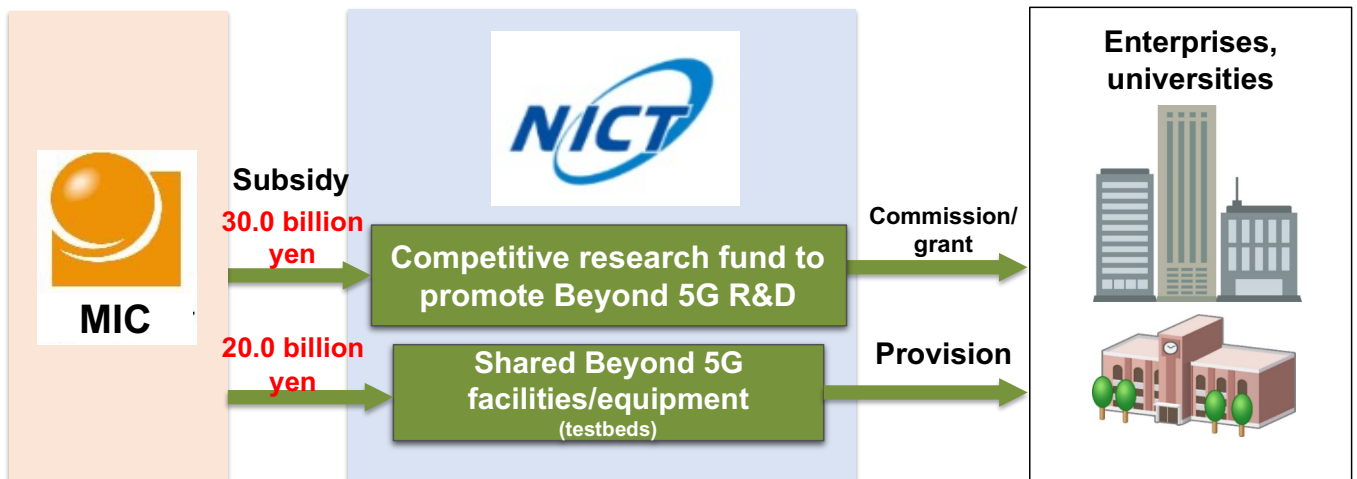 MIC
Subsidy
30.0 billion
yen
20.0 billion
yen
NICT
Competitive research fund to
promote Beyond 5G R&D
Shared Beyond 5G
facilities/equipment
(testbeds)
Commission/
grant
Provision
Enterprises,
universities